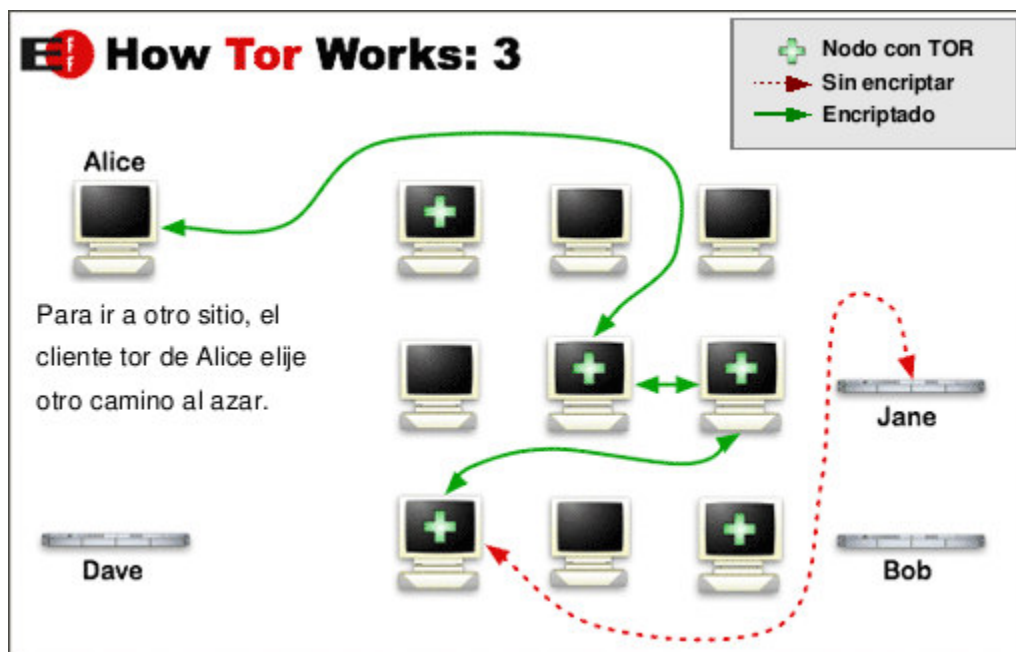 EFF How Tor Works: 3
Nodo con TOR
Sin encriptar
Encriptado
Alice
Para ir a otro sitio, el
cliente tor de Alice elije
otro camino al azar.
Jane
Dave
Bob